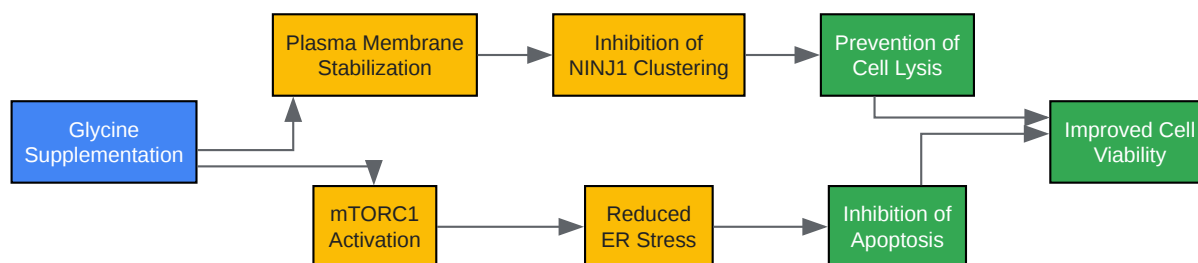 Glycine
Supplementation
Plasma Membrane
Stabilization
Inhibition of
NINJ1 Clustering
Prevention of
Cell Lysis
mTORC1
Activation
Reduced
ER Stress
Inhibition of
Apoptosis
Improved Cell
Viability